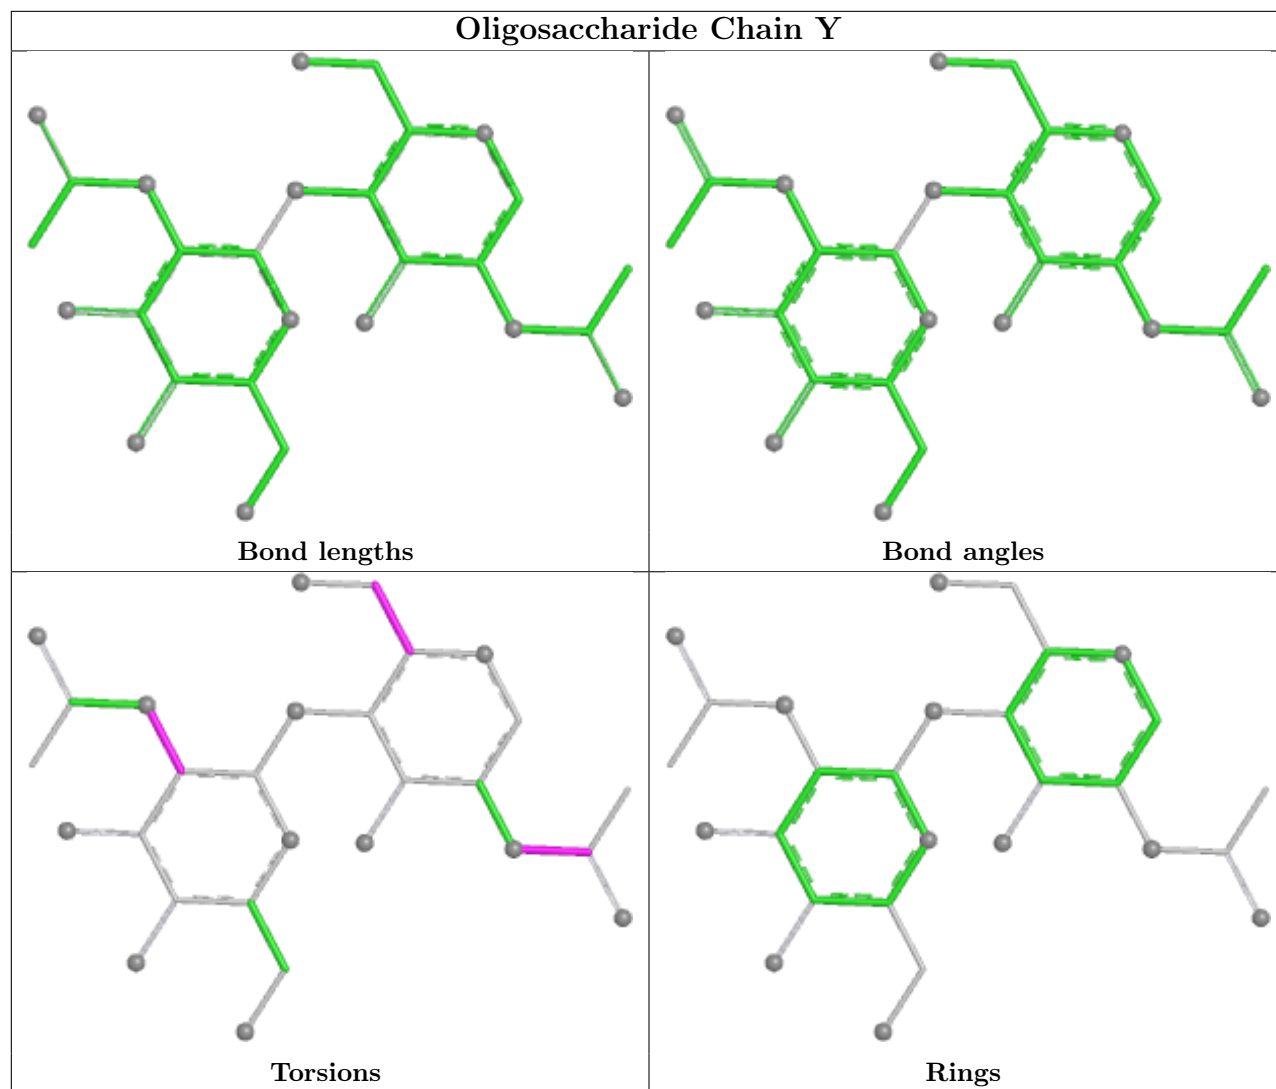 Oligosaccharide Chain Y
Bond lengths
Bond angles
Torsions
Rings